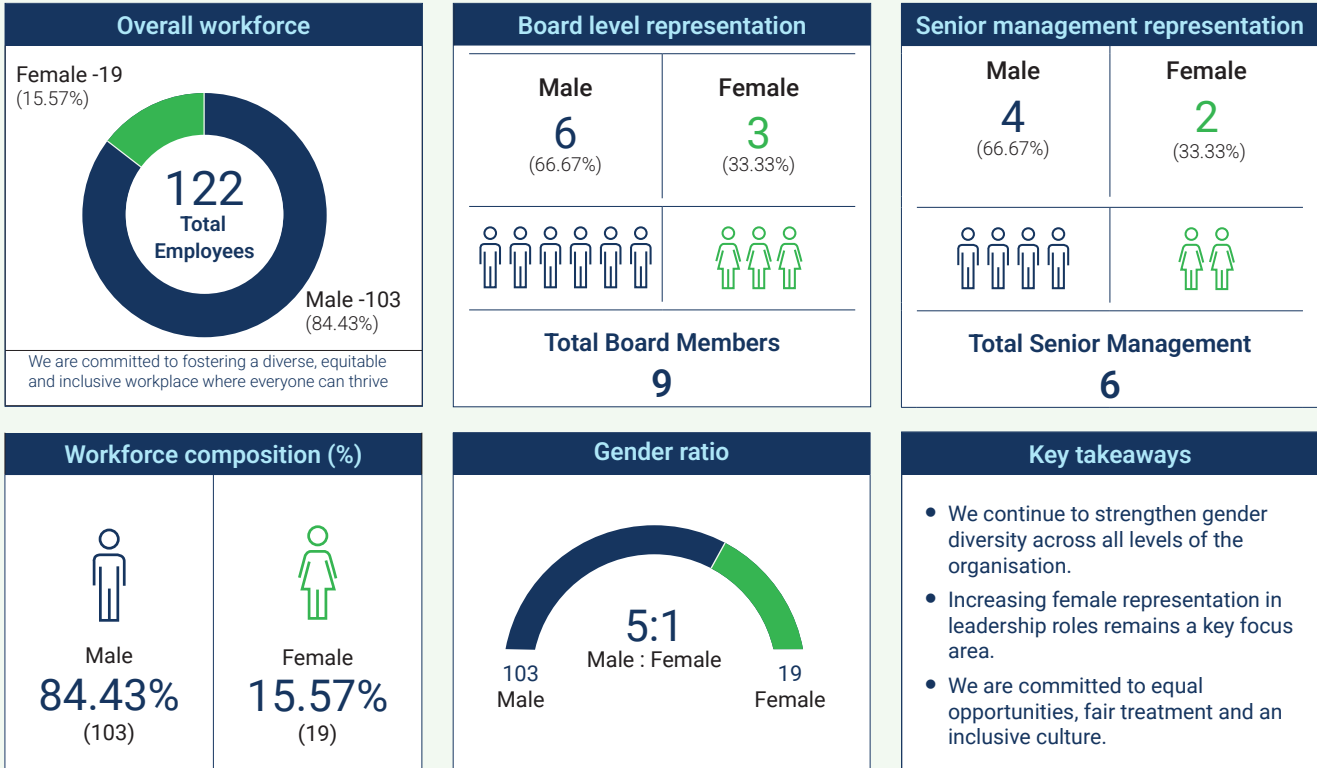 Overall workforce
Female -19
(15.57%)
122
Total
Employees
Male -103
(84.43%)
We are committed to fostering a diverse, equitable
and inclusive workplace where everyone can thrive
Board level representation
Male
6
(66.67%)
Female
3
(33.33%)
Total Board Members
9
Senior management representation
Male
4
(66.67%)
Female
2
(33.33%)
Total Senior Management
6
Workforce composition (%)
Male
84.43%
(103)
Female
15.57%
(19)
Gender ratio
5:1
Male : Female
103
Male
19
Female
Key takeaways
• We continue to strengthen gender
diversity across all levels of the
organisation.
• Increasing female representation in
leadership roles remains a key focus
area.
• We are committed to equal
opportunities, fair treatment and an
inclusive culture.